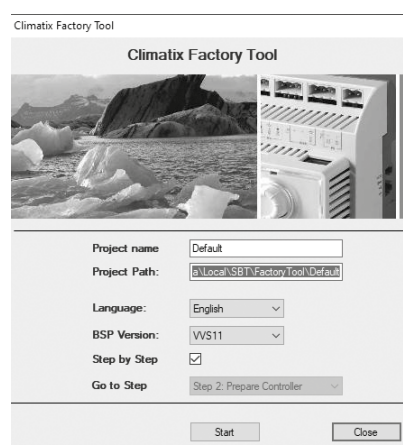 Climatix Factory Tool
Climatix Factory Tool
Project name Default
Project Path: a\Local\SBT\FactoryTool\Default
Language: English
BSP Version: VVS11
Step by Step
Go to Step Step 2: Prepare Controller
Start Close